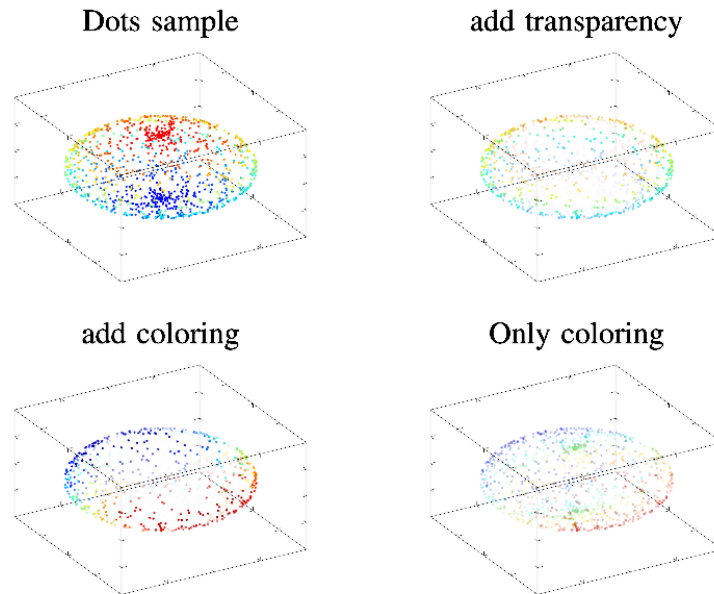 Dots sample
add transparency
add coloring
Only coloring